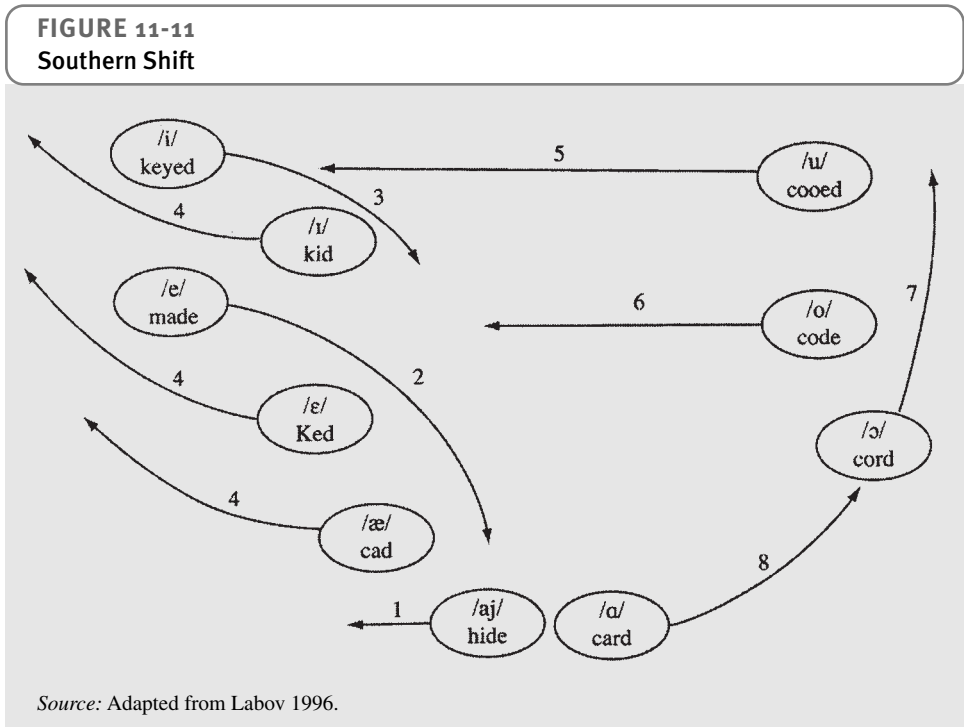 FIGURE 11-11
Southern Shift
/i/
keyed
5
/u/
cooed
3
4
/ɪ/
kid
/e/
made
6
/o/
code
7
2
4
/ɛ/
Ked
/ɔ/
cord
4
/æ/
cad
8
1
/aj/
hide
/ɑ/
card
Source: Adapted from Labov 1996.